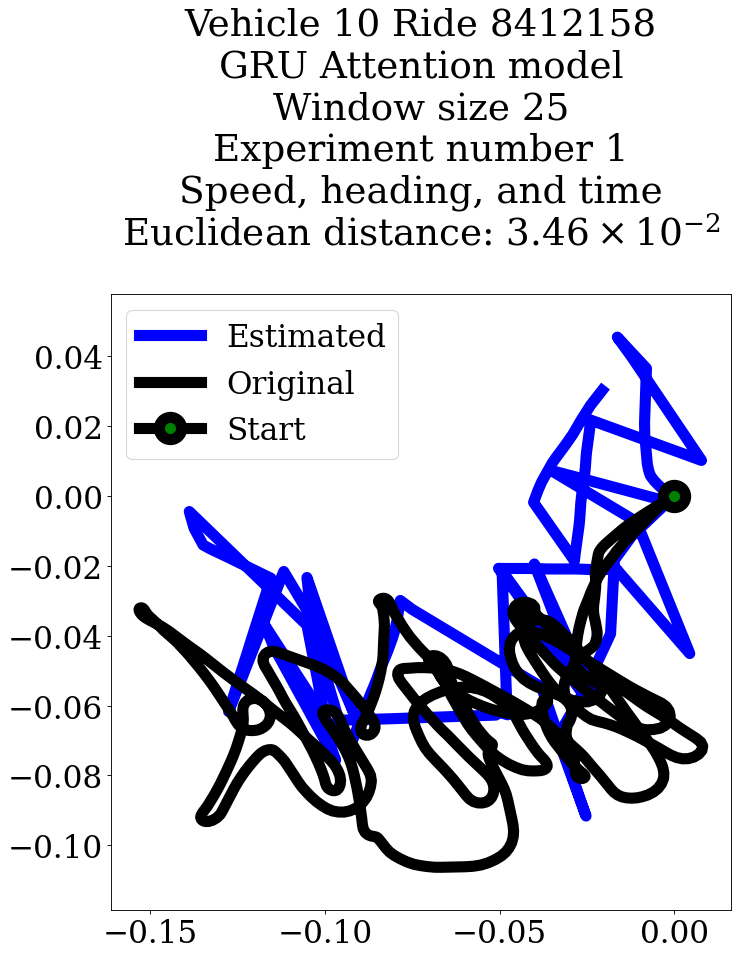 Vehicle 10 Ride 8412158
GRU Attention model
Window size 25
Experiment number 1
Speed, heading, and time
Euclidean distance: 3.46 × 10⁻²
Estimated
Original
Start
0.04
0.02
0.00
−0.02
−0.04
−0.06
−0.08
−0.10
−0.15
−0.10
−0.05
0.00